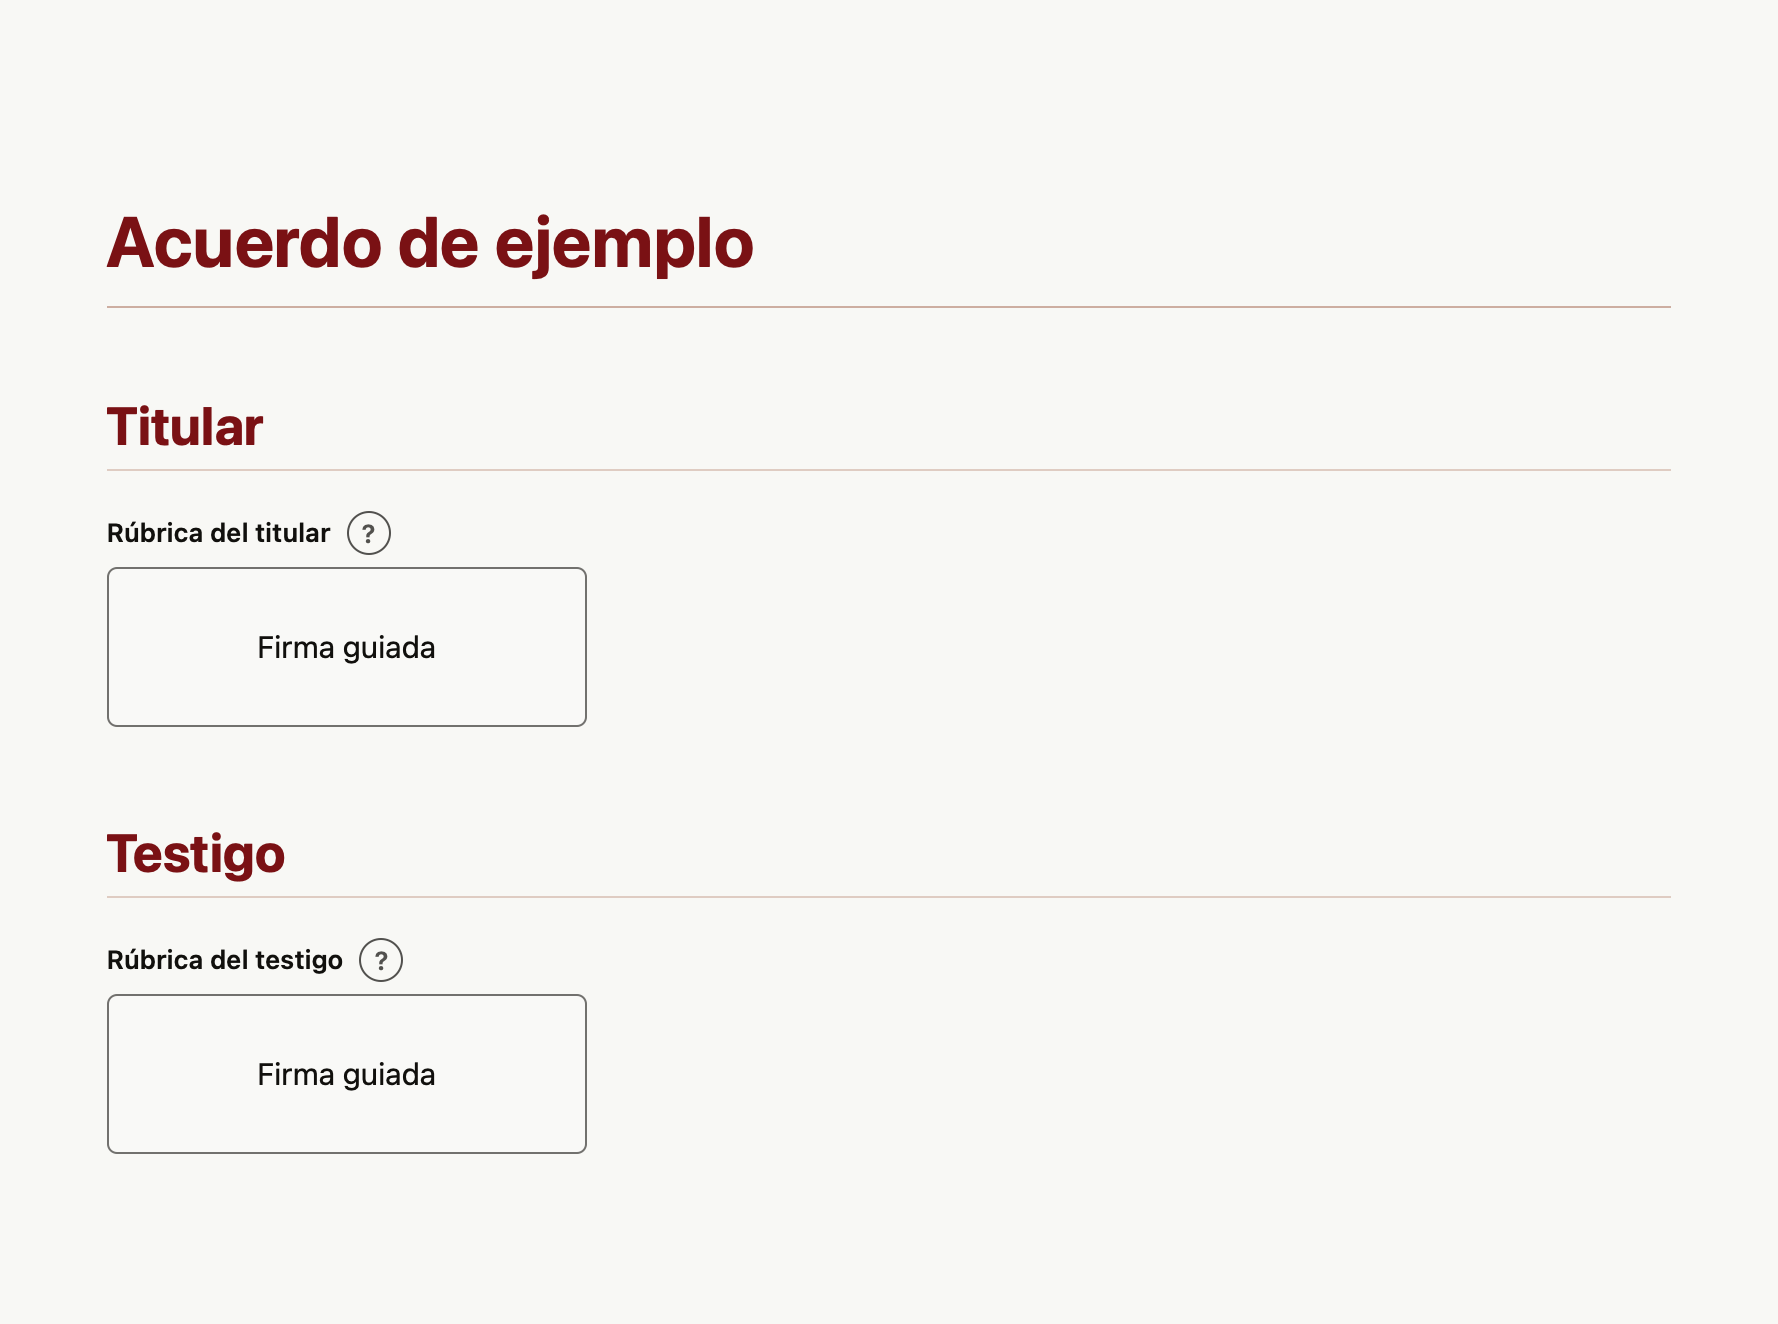 Acuerdo de ejemplo
Titular
Rúbrica del titular ?
Firma guiada
Testigo
Rúbrica del testigo ?
Firma guiada